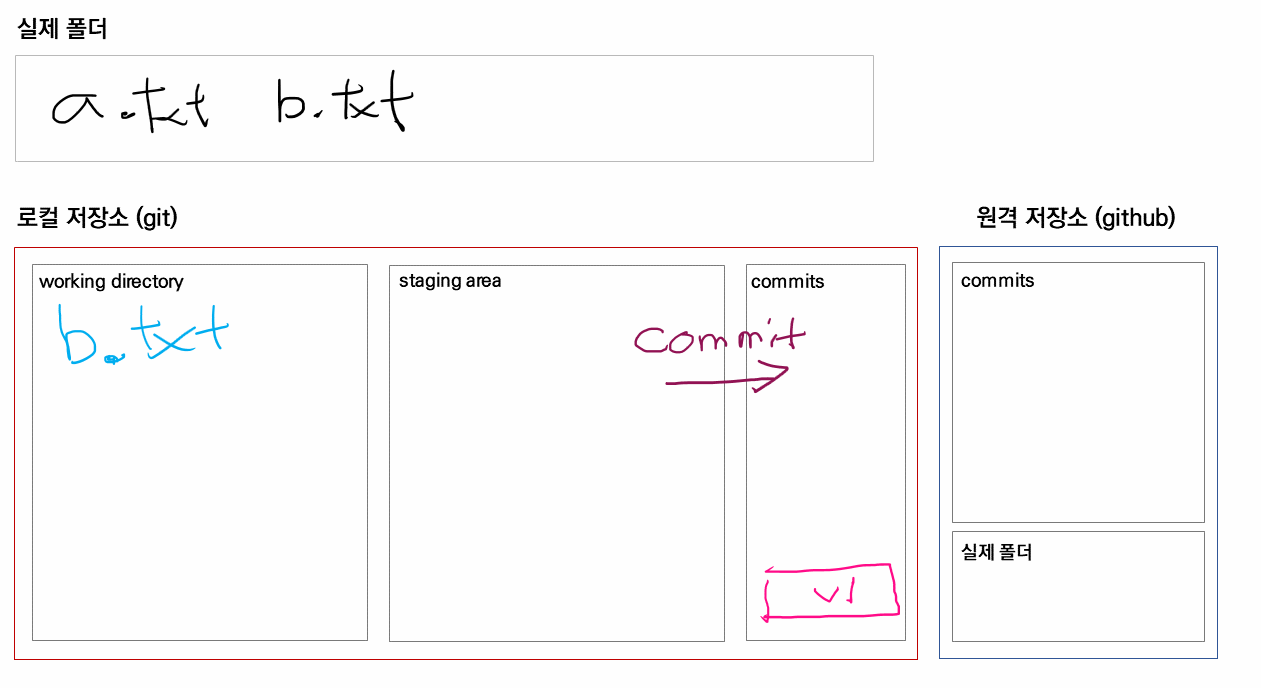 실제 폴더
a.txt b.txt
로컬 저장소 (git)
원격 저장소 (github)
working directory
staging area
commits
commits
b.txt
commit
v1
실제 폴더